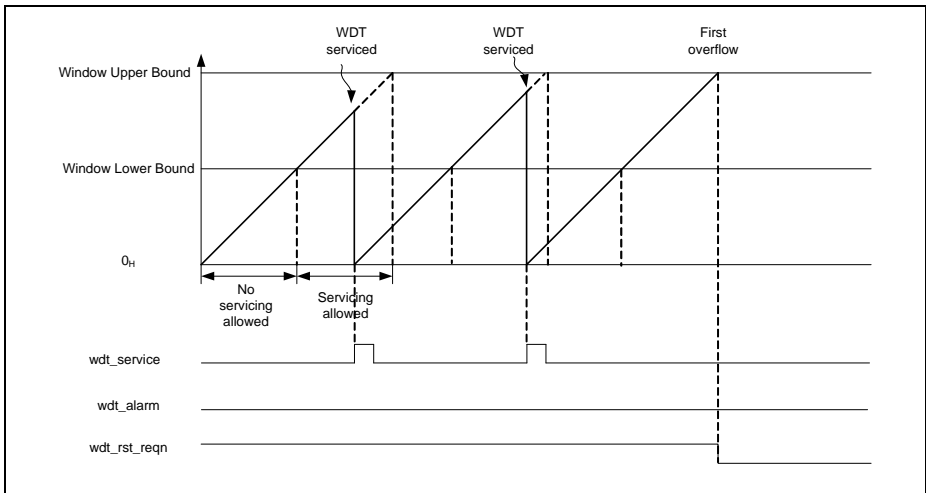 WDT
serviced
WDT
serviced
First
overflow
Window Upper Bound
Window Lower Bound
0H
No
servicing
allowed
Servicing
allowed
wdt_service
wdt_alarm
wdt_rst_reqn